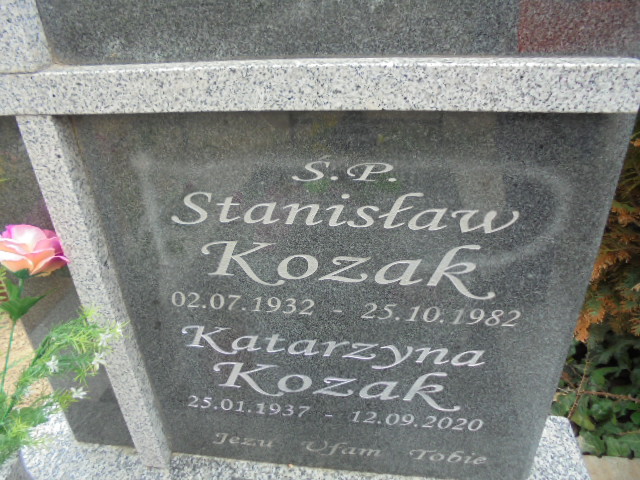 Ś.P.
Stanisław
Kozak
02.07.1932 - 25.10.1982
Katarzyna
Kozak
25.01.1937 - 12.09.2020
Jezu Ufam Tobie